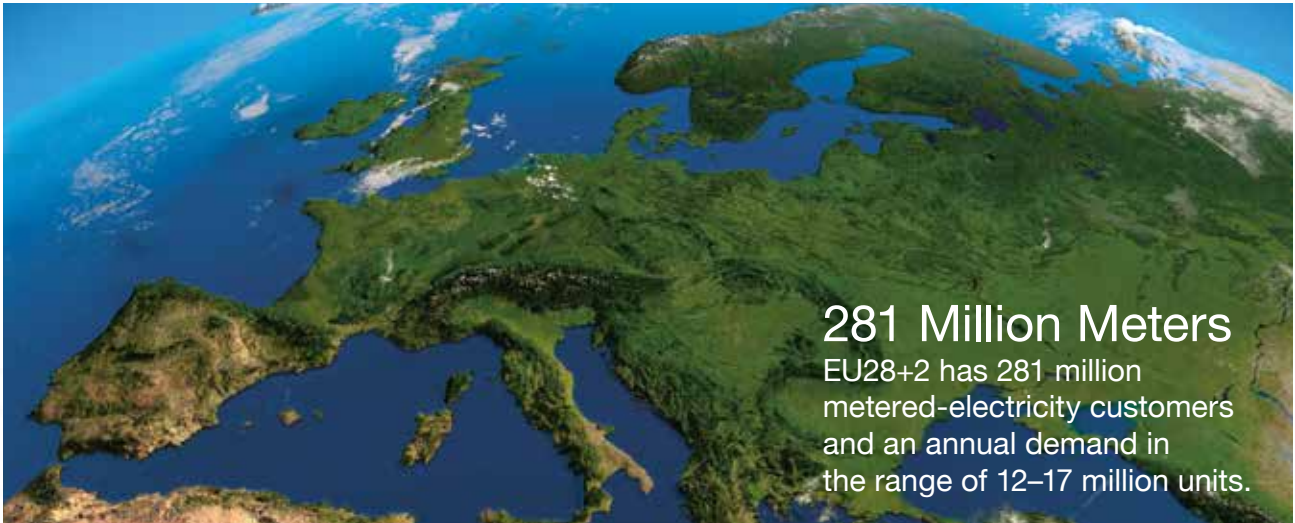 281 Million Meters
EU28+2 has 281 million
metered-electricity customers
and an annual demand in
the range of 12–17 million units.